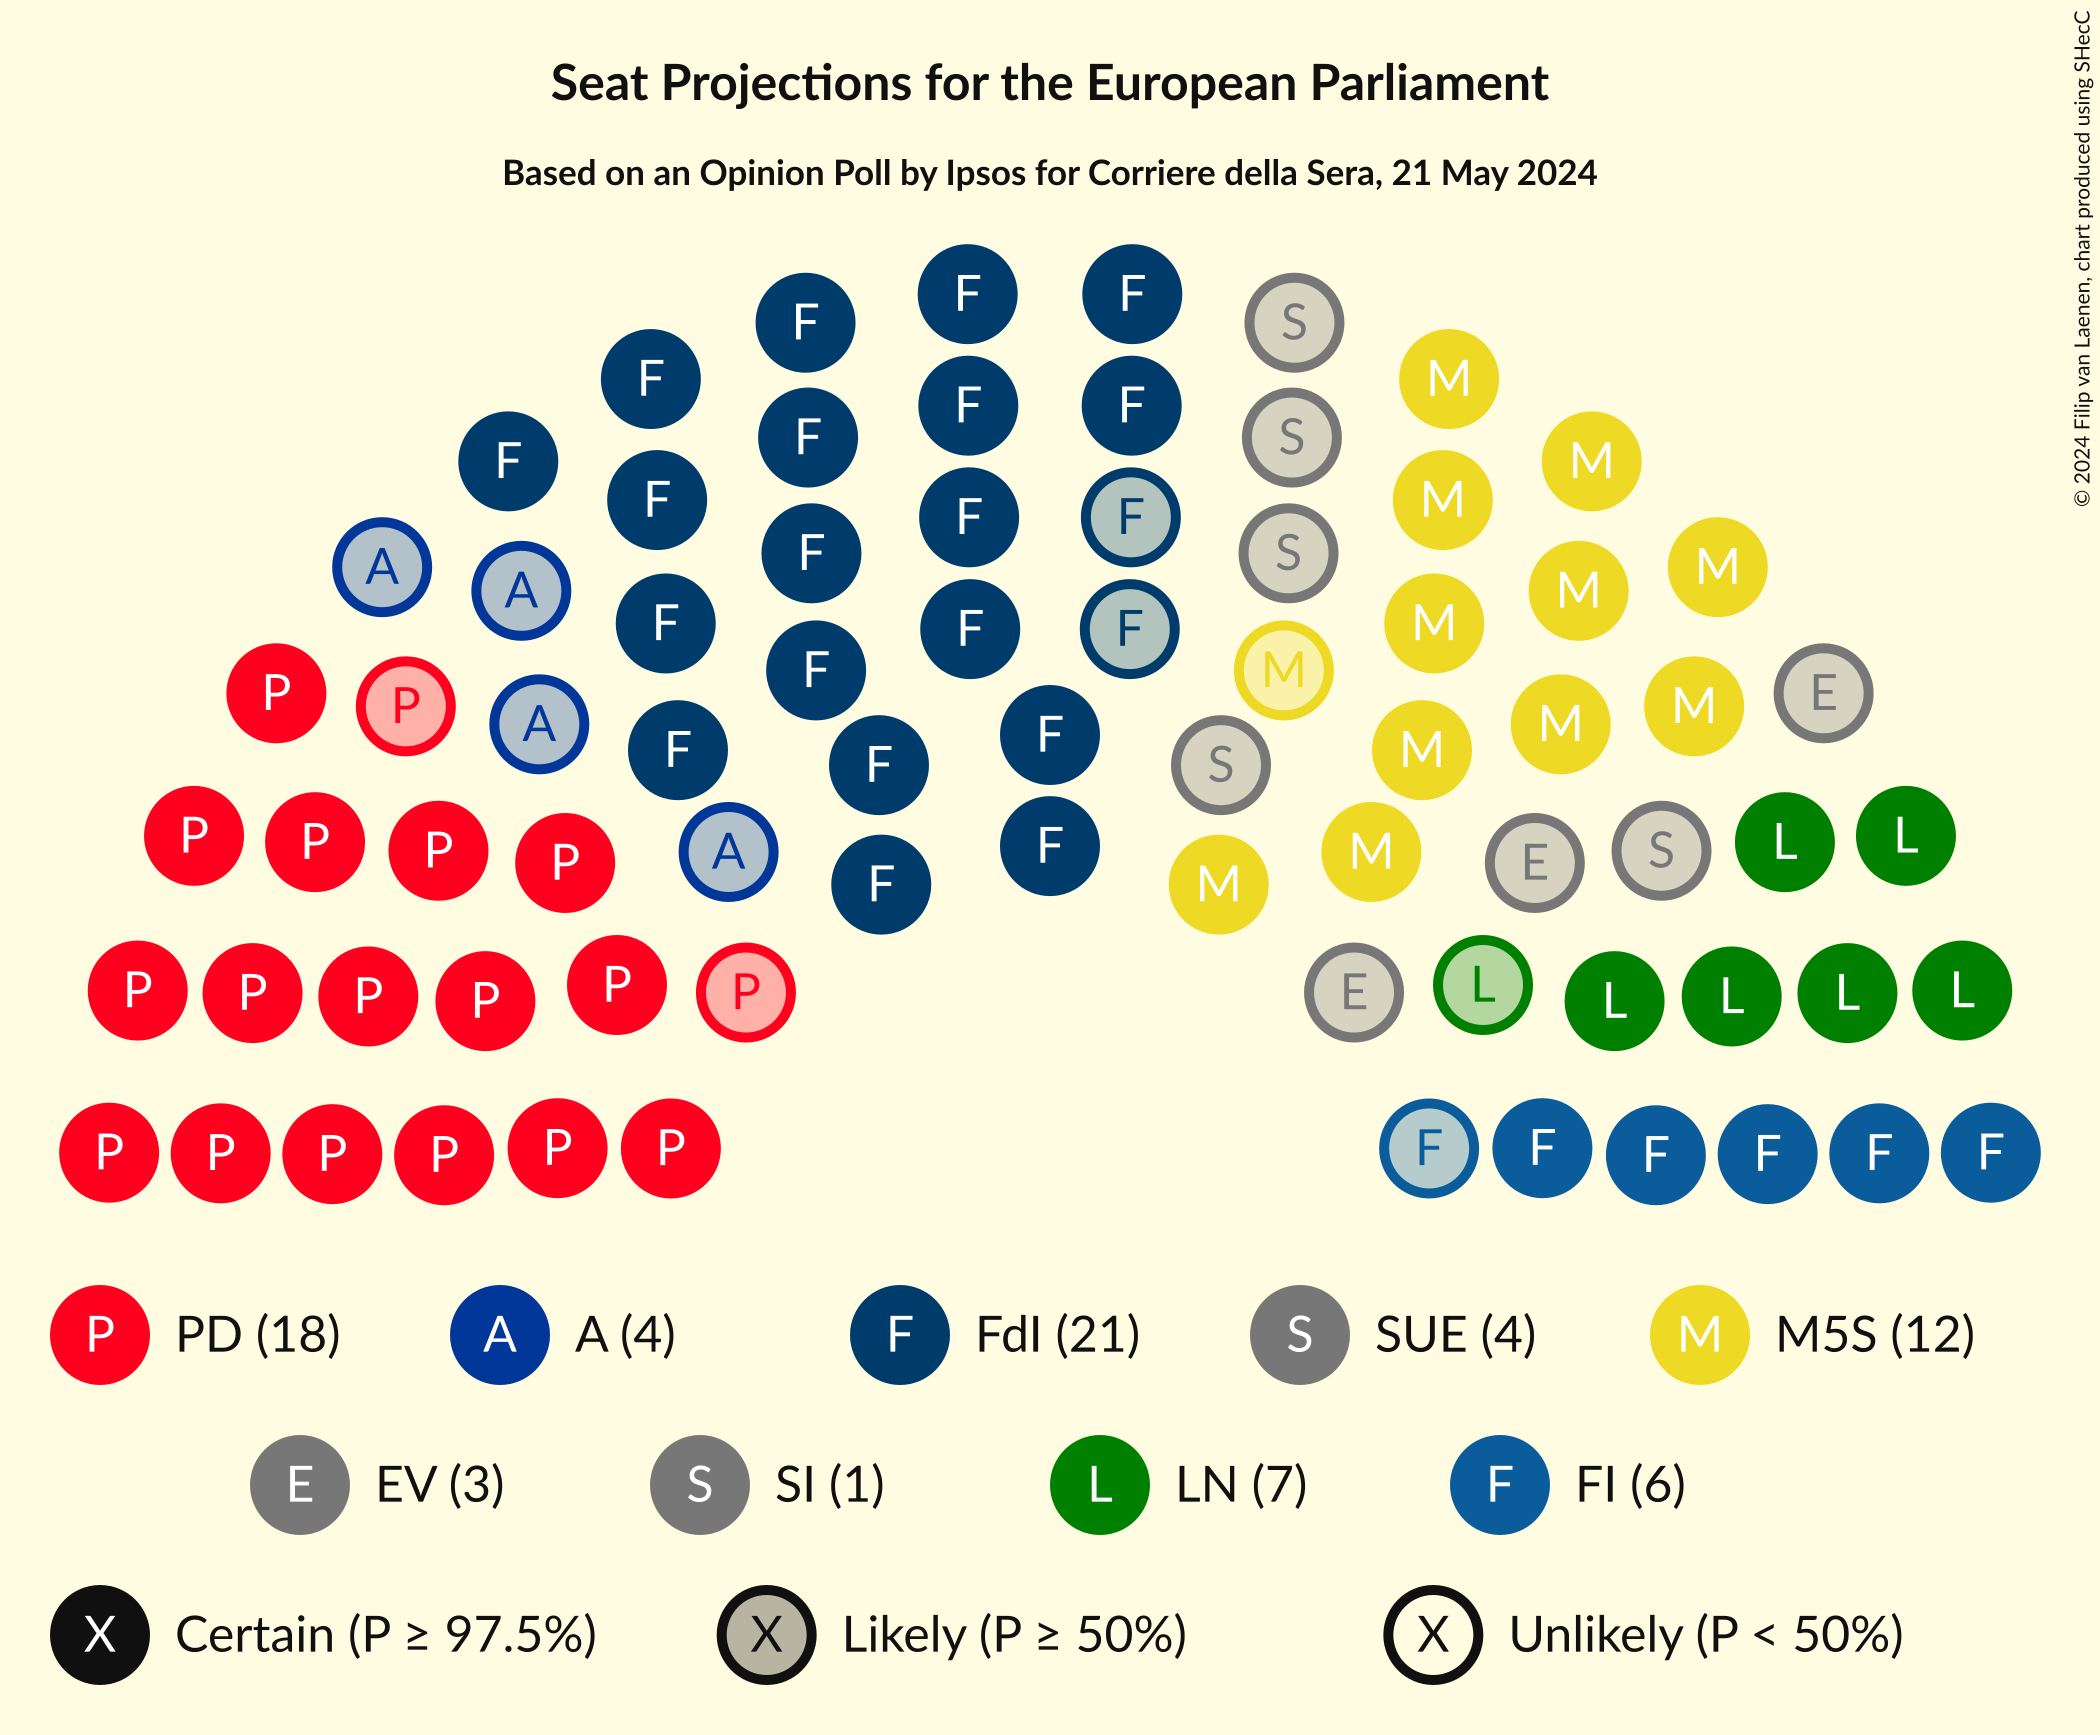 Seat Projections for the European Parliament
Based on an Opinion Poll by Ipsos for Corriere della Sera, 21 May 2024
© 2024 Filip van Laenen, chart produced using SHecC
F F
F S
F M
F F
F S
F M
F M
F F
F S
A M
A M
F M
F F
F M
P E
P M
A M
F M
F F
F S
P L
P L
P S
P E
A M
F M
F
P L
P L
P L
P L
P L
P E
P F
P F
P F
P F
P F
P F
P PD (18) A A (4) F FdI (21) S SUE (4) M M5S (12)
E EV (3) S SI (1) L LN (7) F FI (6)
X Certain (P ≥ 97.5%) X Likely (P ≥ 50%) X Unlikely (P < 50%)